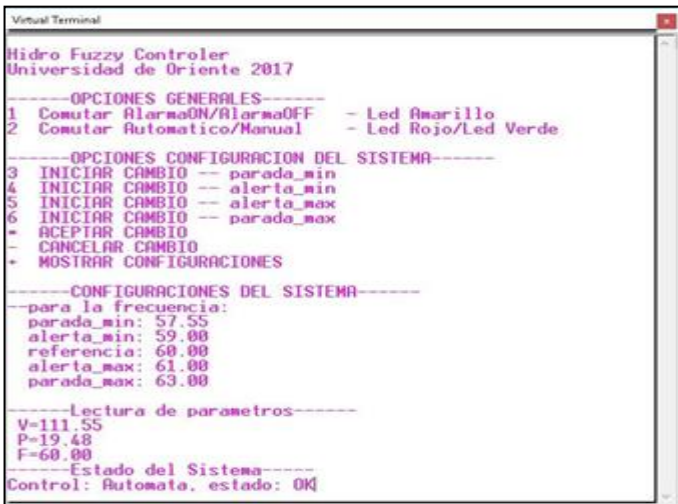 Virtual Terminal
Hidro Fuzzy Controler
Universidad de Oriente 2017
------OPCIONES GENERALES------
1 Comutar AlarmaON/AlarmaOFF - Led Amarillo
2 Comutar Automatico/Manual - Led Rojo/Led Verde
------OPCIONES CONFIGURACION DEL SISTEMA------
3 INICIAR CAMBIO -- parada_min
4 INICIAR CAMBIO -- alerta_min
5 INICIAR CAMBIO -- alerta_max
6 INICIAR CAMBIO -- parada_max
= ACEPTAR CAMBIO
- CANCELAR CAMBIO
+ MOSTRAR CONFIGURACIONES
------CONFIGURACIONES DEL SISTEMA------
--para la frecuencia:
parada_min: 57.55
alerta_min: 59.00
referencia: 60.00
alerta_max: 61.00
parada_max: 63.00
------Lectura de parametros------
V=111.55
P=19.48
F=60.00
------Estado del Sistema-----
Control: Automata, estado: OK